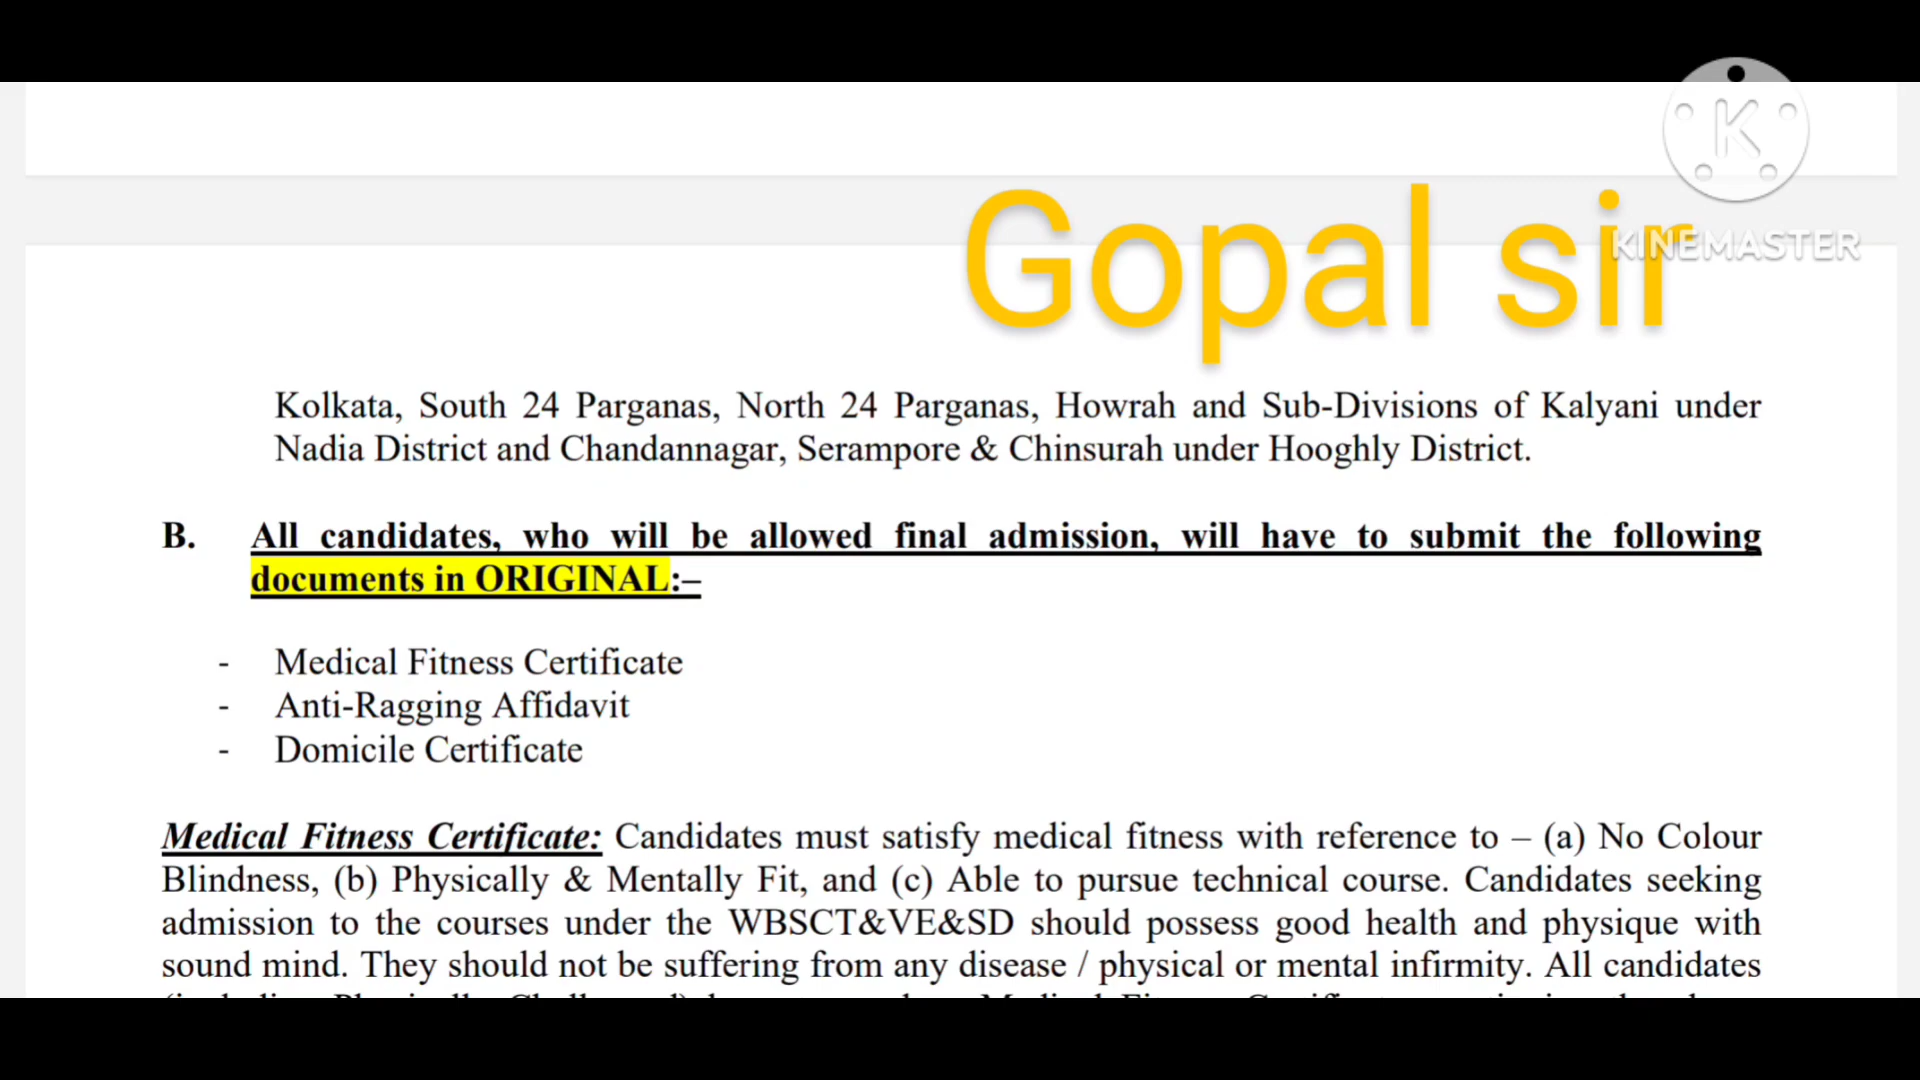 K
KINEMASTER
Gopal sir
Kolkata, South 24 Parganas, North 24 Parganas, Howrah and Sub-Divisions of Kalyani under
Nadia District and Chandannagar, Serampore & Chinsurah under Hooghly District.
B. All candidates, who will be allowed final admission, will have to submit the following
documents in ORIGINAL:–
- Medical Fitness Certificate
- Anti-Ragging Affidavit
- Domicile Certificate
Medical Fitness Certificate: Candidates must satisfy medical fitness with reference to – (a) No Colour
Blindness, (b) Physically & Mentally Fit, and (c) Able to pursue technical course. Candidates seeking
admission to the courses under the WBSCT&VE&SD should possess good health and physique with
sound mind. They should not be suffering from any disease / physical or mental infirmity. All candidates